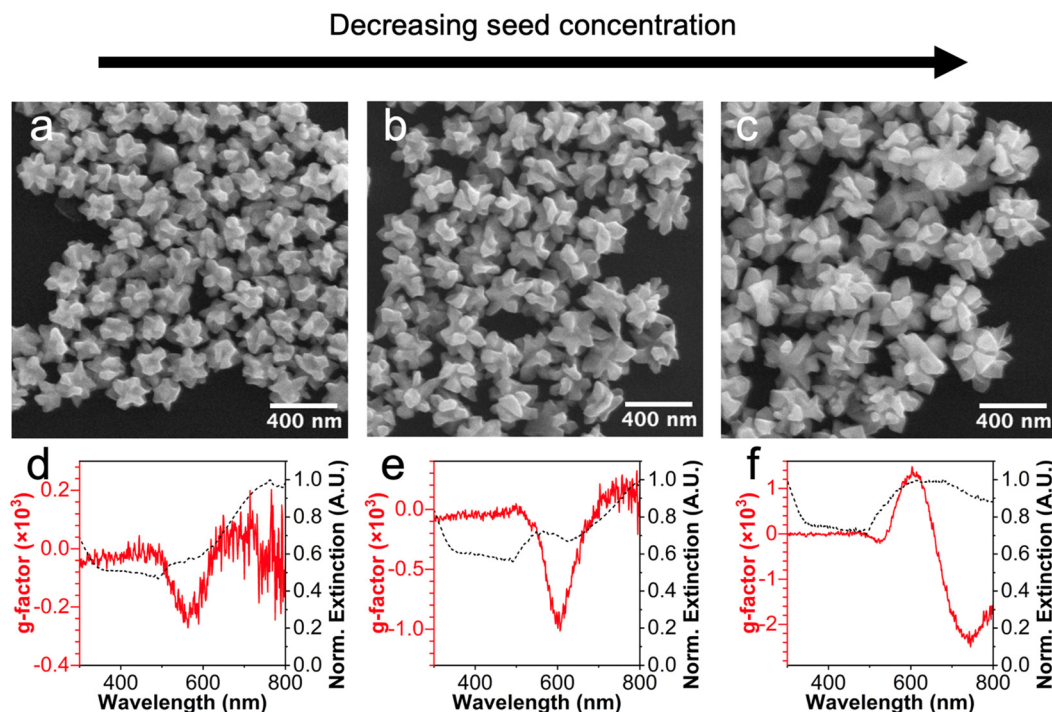 Decreasing seed concentration
a
b
c
400 nm
400 nm
400 nm
d
e
f
g-factor (×10³)
0.2
0.0
-0.2
-0.4
1.0
0.8
0.6
0.4
0.2
0.0
Norm. Extinction (A.U.)
400
600
800
Wavelength (nm)
g-factor (×10³)
0.0
-0.5
-1.0
1.0
0.8
0.6
0.4
0.2
0.0
Norm. Extinction (A.U.)
400
600
800
Wavelength (nm)
g-factor (×10³)
1
0
-1
-2
1.0
0.8
0.6
0.4
0.2
0.0
Norm. Extinction (A.U.)
400
600
800
Wavelength (nm)